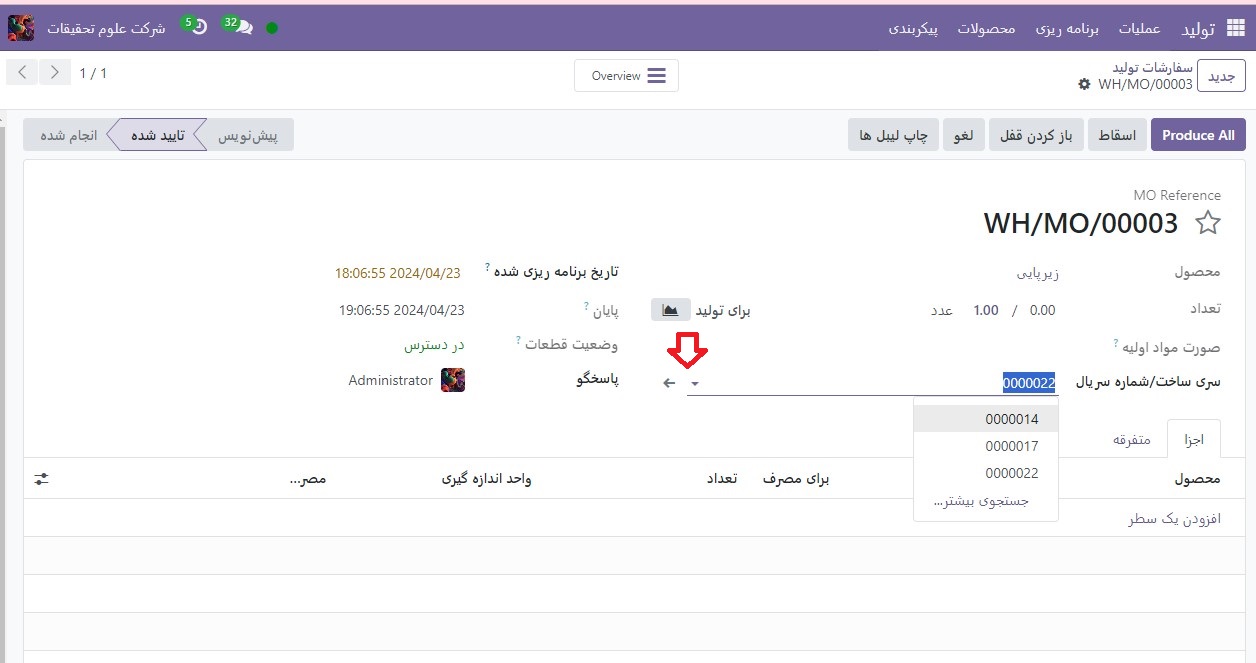 تولید عملیات برنامه ریزی محصولات پیکربندی 32 5 شرکت علوم تحقیقات
جدید سفارشات تولید Overview 1 / 1
WH/MO/00003
Produce All اسقاط باز کردن قفل لغو چاپ لیبل ها پیش‌نویس تایید شده انجام شده
MO Reference
WH/MO/00003
محصول زیرپایی تاریخ برنامه ریزی شده ? 2024/04/23 18:06:55
تعداد 0.00 / 1.00 عدد برای تولید پایان ? 2024/04/23 19:06:55
صورت مواد اولیه ? وضعیت قطعات ? در دسترس
سری ساخت/شماره سریال 0000022 پاسخگو Administrator
0000014
0000017
0000022
جستجوی بیشتر...
اجزا متفرقه
محصول برای مصرف تعداد واحد اندازه گیری مصر...
افزودن یک سطر